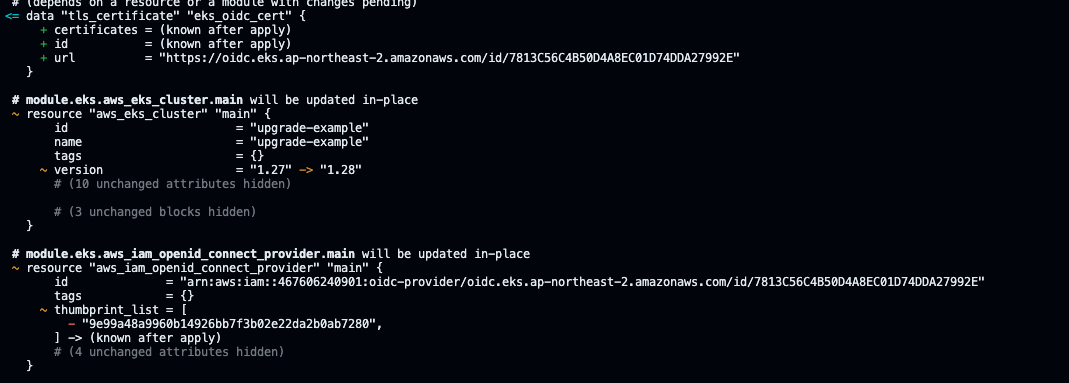 # (depends on a resource or a module with changes pending)
<= data "tls_certificate" "eks_oidc_cert" {
+ certificates = (known after apply)
+ id = (known after apply)
+ url = "https://oidc.eks.ap-northeast-2.amazonaws.com/id/7813C56C4B50D4A8EC01D74DDA27992E"
}
# module.eks.aws_eks_cluster.main will be updated in-place
~ resource "aws_eks_cluster" "main" {
id = "upgrade-example"
name = "upgrade-example"
tags = {}
~ version = "1.27" -> "1.28"
# (10 unchanged attributes hidden)
# (3 unchanged blocks hidden)
}
# module.eks.aws_iam_openid_connect_provider.main will be updated in-place
~ resource "aws_iam_openid_connect_provider" "main" {
id = "arn:aws:iam::467606240901:oidc-provider/oidc.eks.ap-northeast-2.amazonaws.com/id/7813C56C4B50D4A8EC01D74DDA27992E"
tags = {}
~ thumbprint_list = [
- "9e99a48a9960b14926bb7f3b02e22da2b0ab7280",
] -> (known after apply)
# (4 unchanged attributes hidden)
}